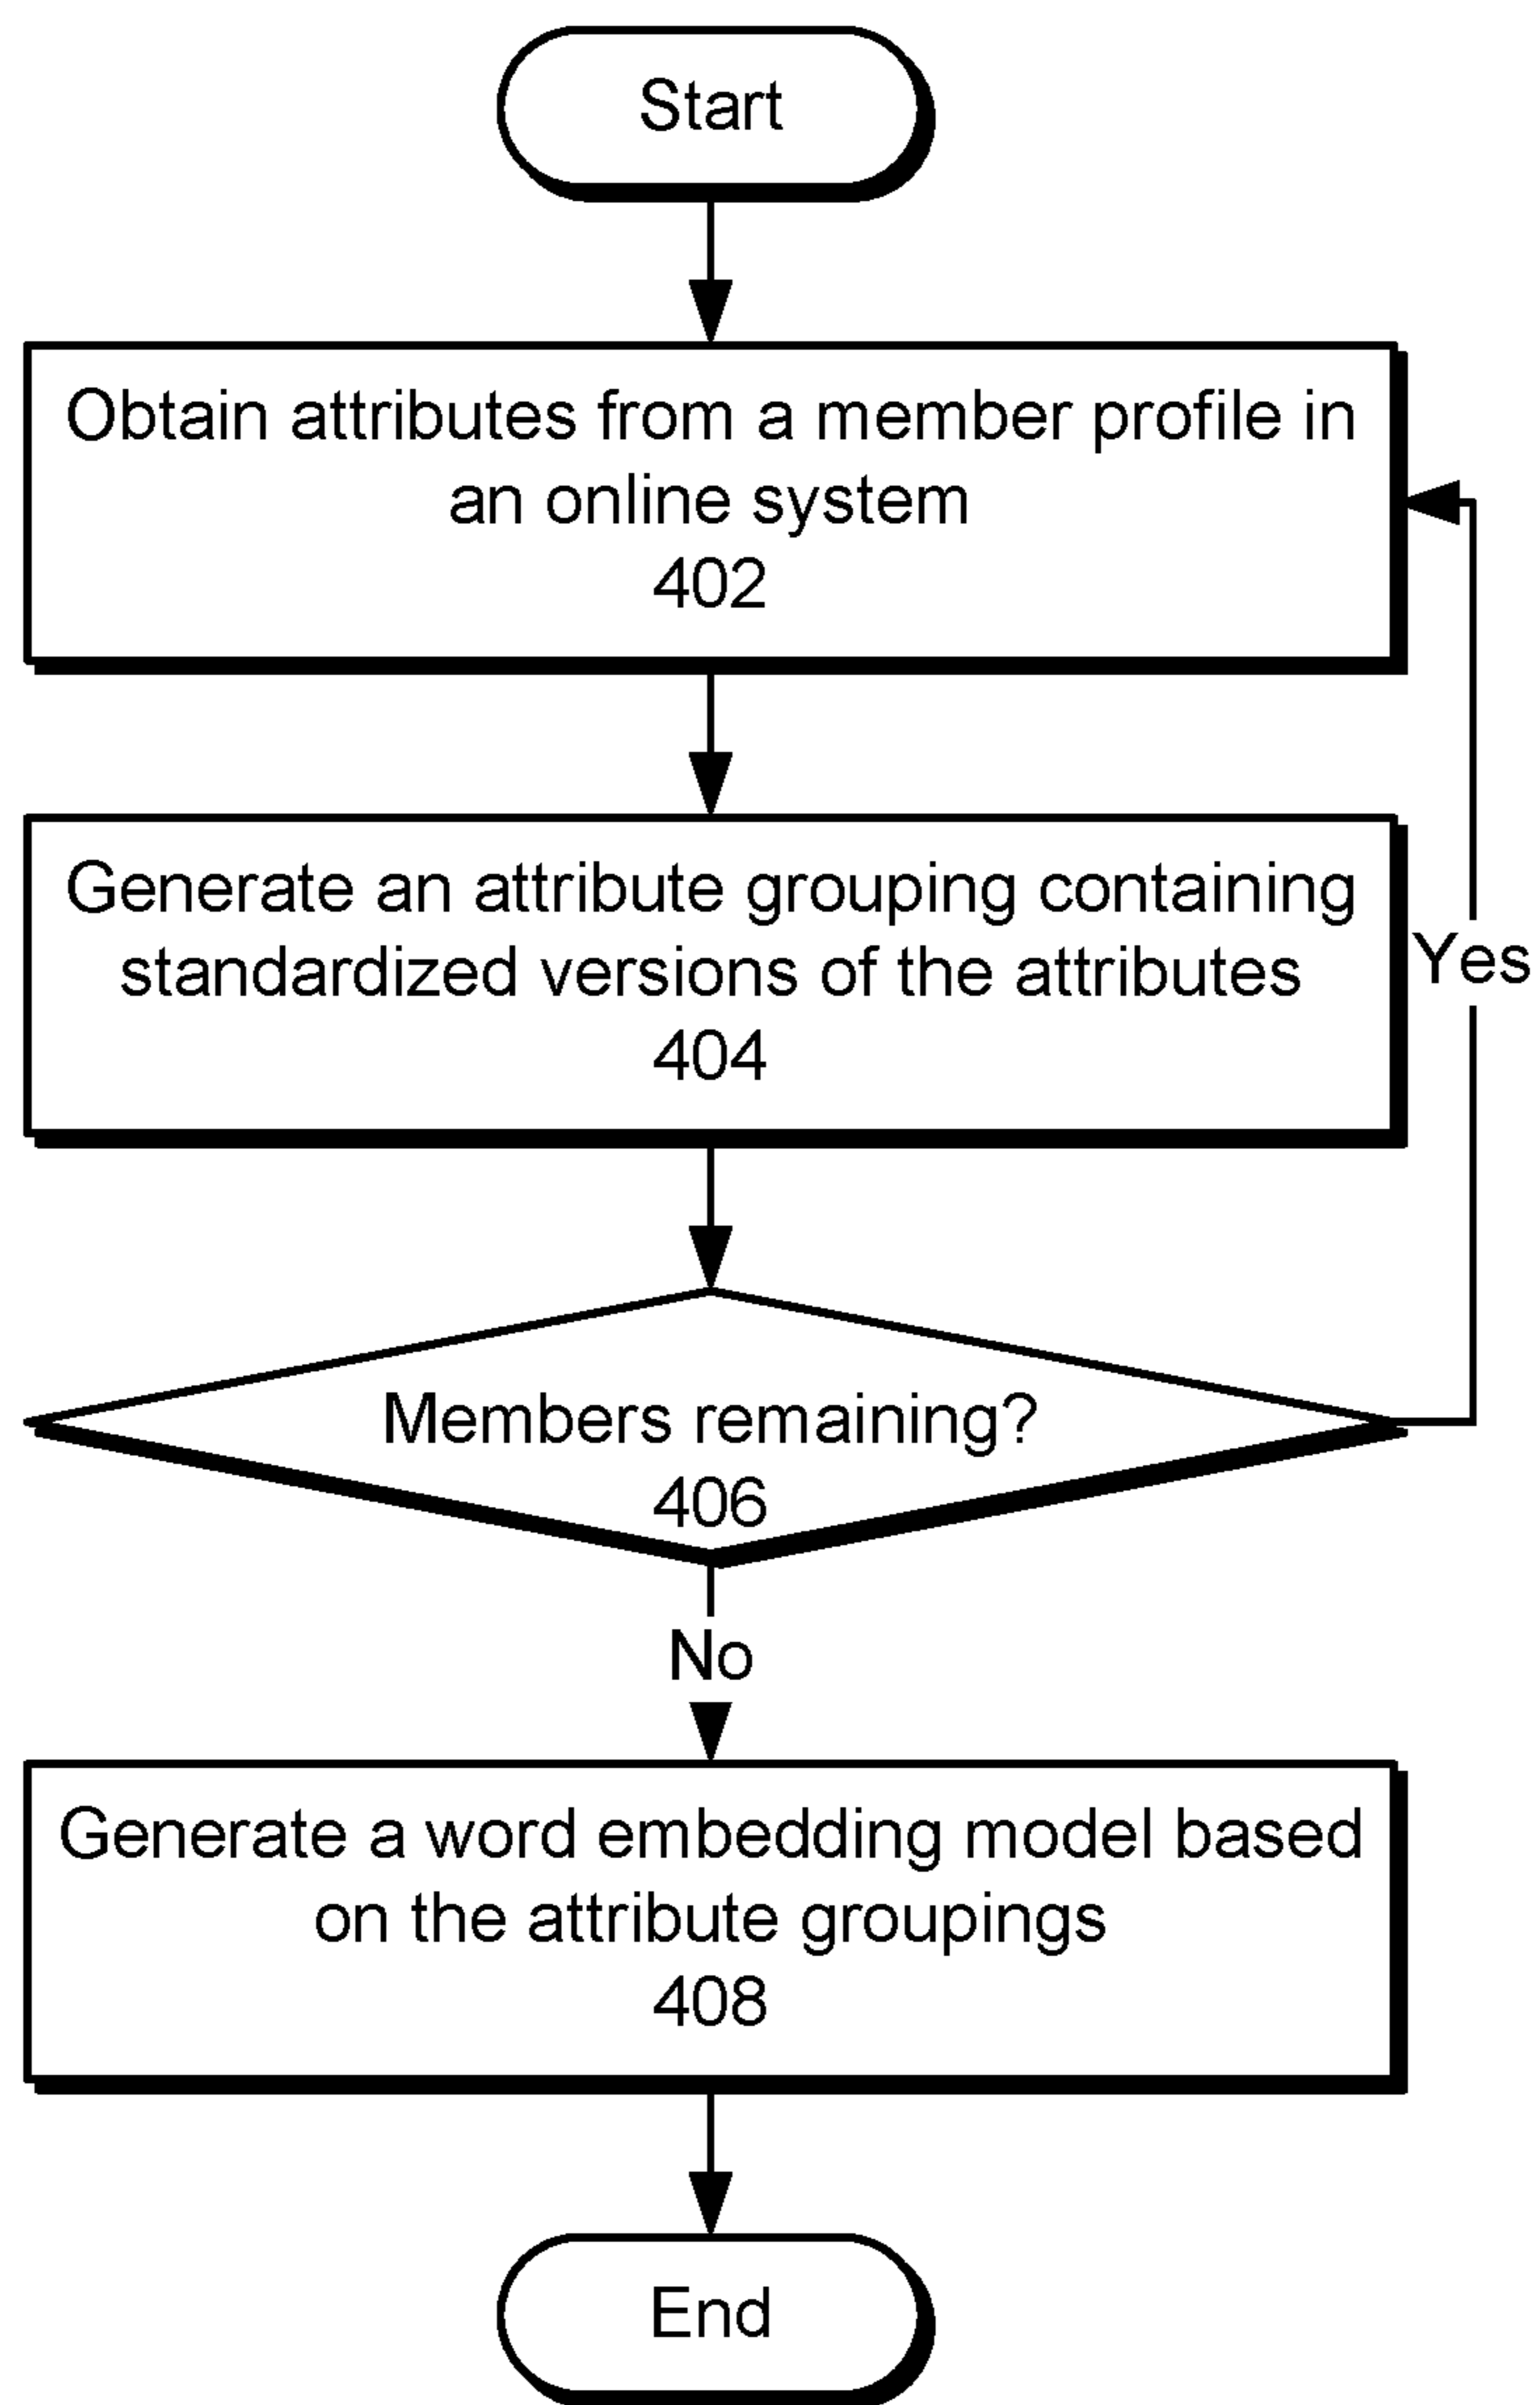 Start
Obtain attributes from a member profile in
an online system
402
Generate an attribute grouping containing
standardized versions of the attributes
404
Yes
Members remaining?
406
No
Generate a word embedding model based
on the attribute groupings
408
End